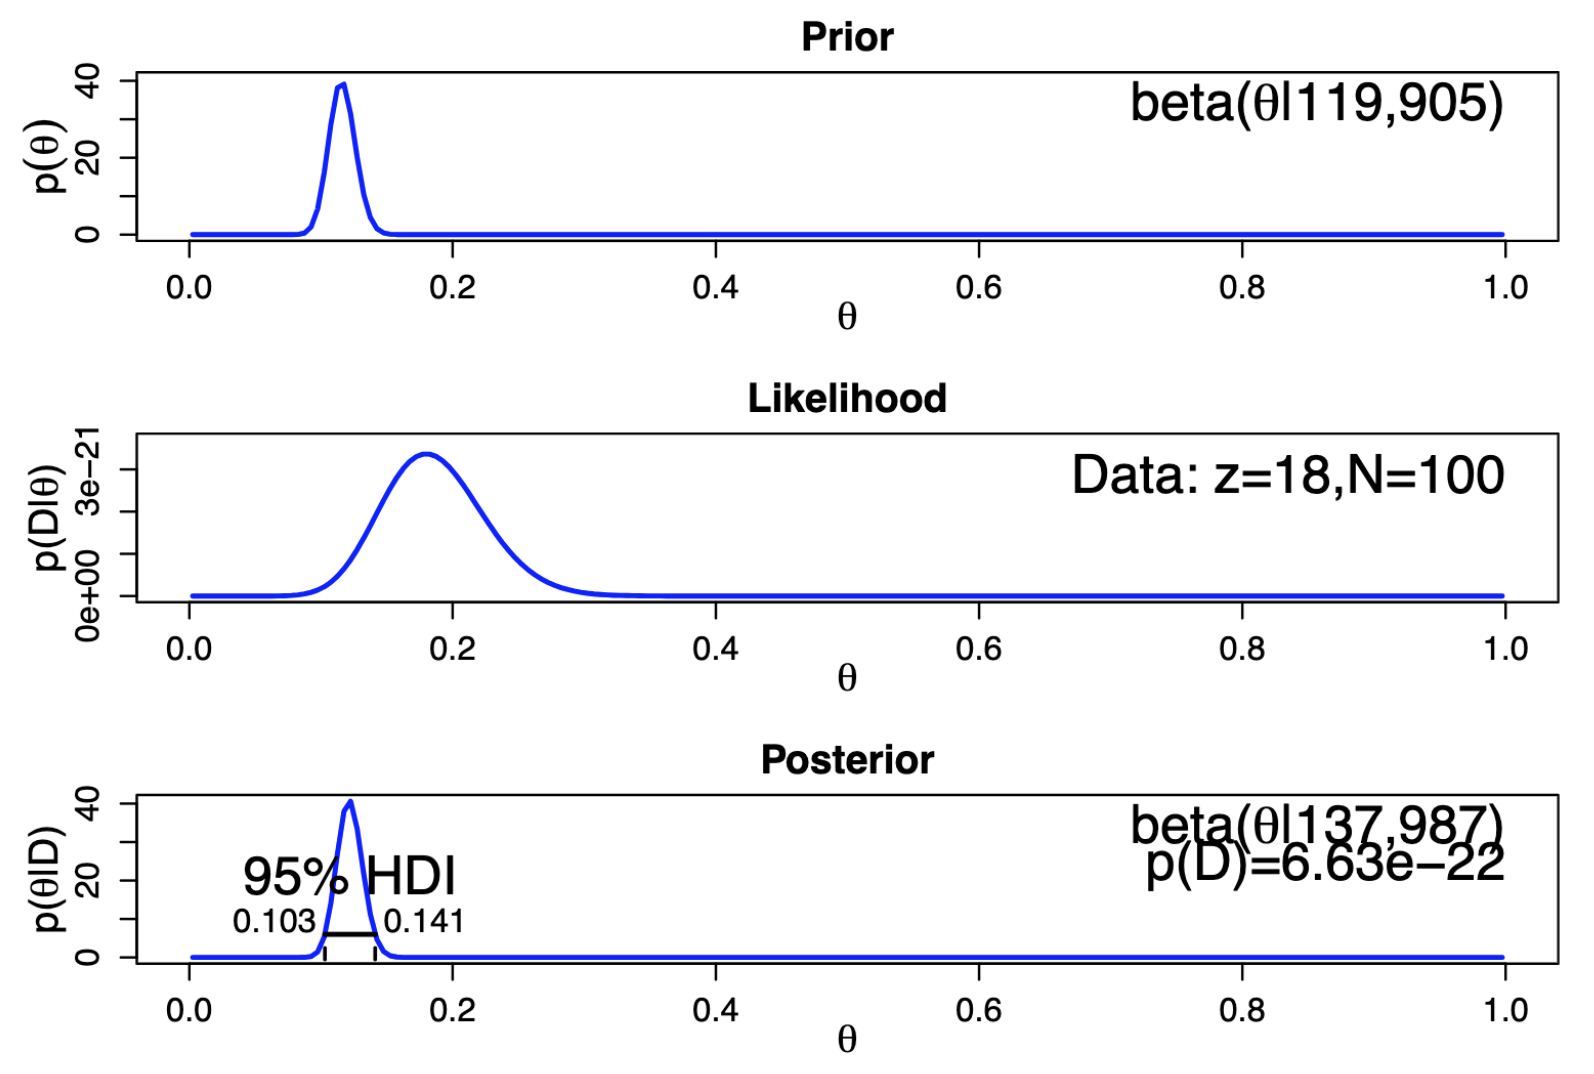 Prior
beta(θ|119,905)
p(θ)
0 20 40
0.0 0.2 0.4 0.6 0.8 1.0
θ
Likelihood
Data: z=18,N=100
p(D|θ)
0e+00 3e−21
0.0 0.2 0.4 0.6 0.8 1.0
θ
Posterior
beta(θ|137,987)
p(D)=6.63e−22
95% HDI
0.103 0.141
p(θ|D)
0 20 40
0.0 0.2 0.4 0.6 0.8 1.0
θ